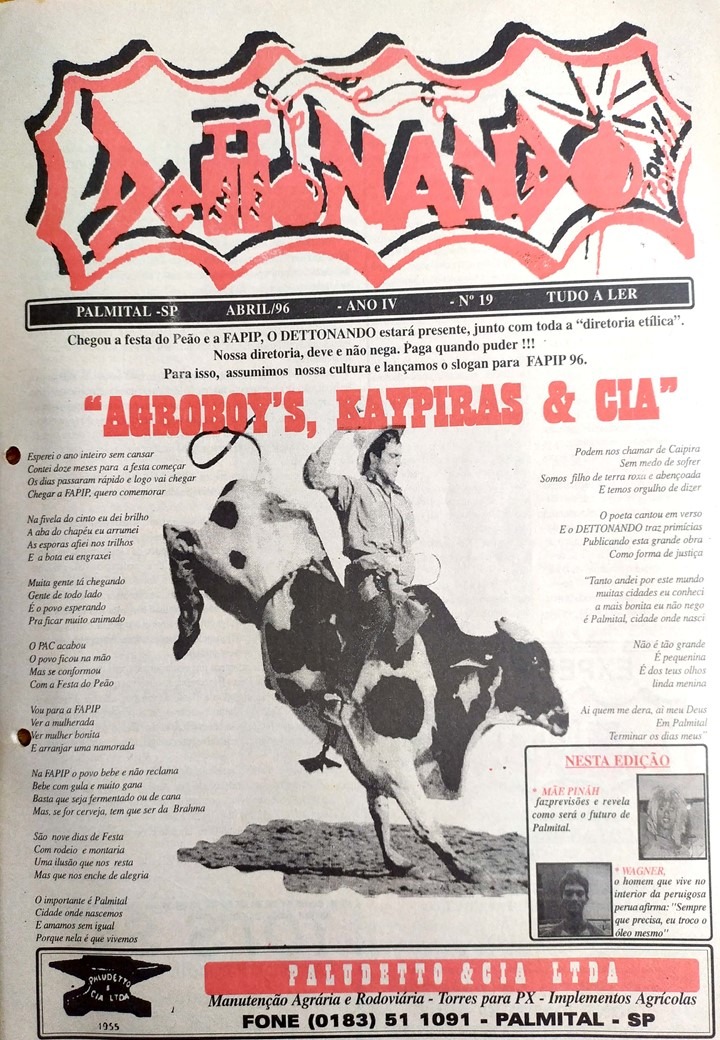 DETTONANDO
POW!!!
POW!!!
PALMITAL -SP ABRIL/96 - ANO IV - Nº 19 TUDO A LER
Chegou a festa do Peão e a FAPIP, O DETTONANDO estará presente, junto com toda a “diretoria etílica”.
Nossa diretoria, deve e não nega. Paga quando puder !!!
Para isso, assumimos nossa cultura e lançamos o slogan para FAPIP 96.
“AGROBOY'S, KAYPIRAS & CIA”
Esperei o ano inteiro sem cansar
Contei doze meses para a festa começar
Os dias passaram rápido e logo vai chegar
Chegar a FAPIP, quero comemorar
Na fivela do cinto eu dei brilho
A aba do chapéu eu arrumei
As esporas afiei nos trilhos
E a bota eu engraxei
Muita gente tá chegando
Gente de todo lado
É o povo esperando
Pra ficar muito animado
O PAC acabou
O povo ficou na mão
Mas se conformou
Com a Festa do Peão
Vou para a FAPIP
Ver a mulherada
Ver mulher bonita
E arranjar uma namorada
Na FAPIP o povo bebe e não reclama
Bebe com gula e muito gana
Basta que seja fermentado ou de cana
Mas, se for cerveja, tem que ser da Brahma
São nove dias de Festa
Com rodeio e montaria
Uma ilusão que nos resta
Mas que nos enche de alegria
O importante é Palmital
Cidade onde nascemos
E amamos sem igual
Porque nela é que vivemos
Podem nos chamar de Caipira
Sem medo de sofrer
Somos filho de terra roxa e abençoada
E temos orgulho de dizer
O poeta cantou em verso
E o DETTONANDO traz primícias
Publicando esta grande obra
Como forma de justiça
“Tanto andei por este mundo
muitas cidades eu conheci
a mais bonita eu não nego
é Palmital, cidade onde nasci
Não é tão grande
É pequenina
É dos teus olhos
linda menina
Ai quem me dera, ai meu Deus
Em Palmital
Terminar os dias meus”
NESTA EDIÇÃO
* MÃE PINÁH
fazprevisões e revela
como será o futuro de
Palmital.
* WAGNER,
o homem que vive no
interior da peruigosa
perua afirma: "Sempre
que precisa, eu troco o
óleo mesmo"
PALUDETTO
&
CIA LTDA
1955
PALUDETTO & CIA LTDA
Manutenção Agrária e Rodoviária - Torres para PX - Implementos Agrícolas
FONE (0183) 51 1091 - PALMITAL - SP